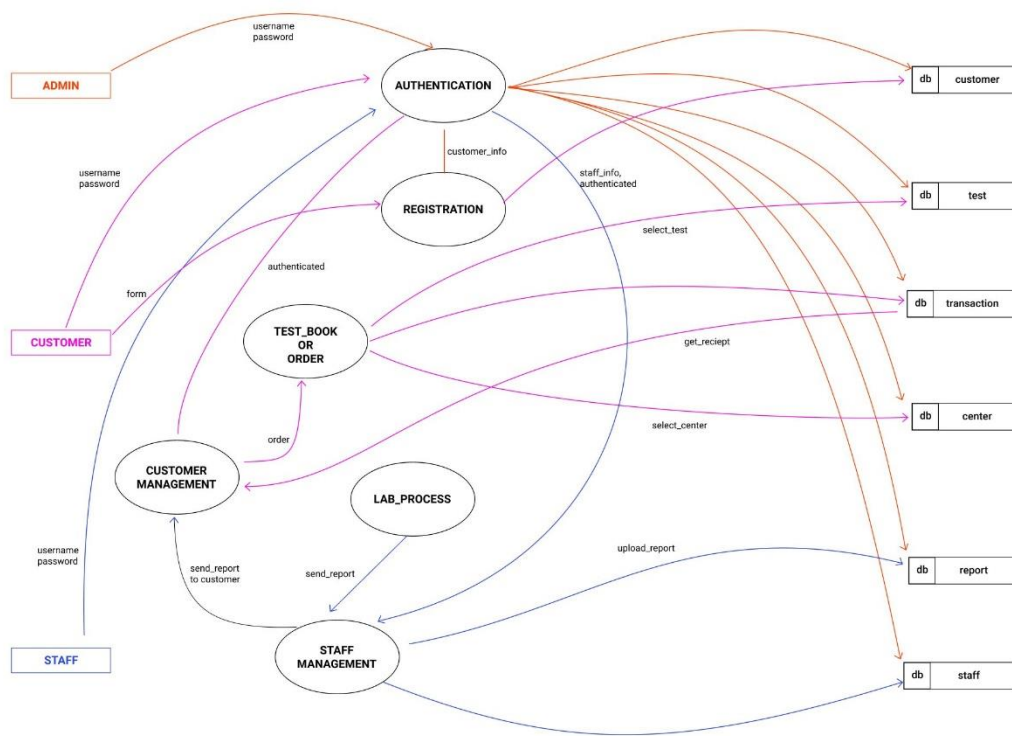 username
password
ADMIN
AUTHENTICATION
db
customer
customer_info
username
password
staff_info,
authenticated
REGISTRATION
db
test
select_test
authenticated
form
db
transaction
CUSTOMER
TEST_BOOK
OR
ORDER
get_reciept
db
center
select_center
order
CUSTOMER
MANAGEMENT
LAB_PROCESS
username
password
upload_report
send_report
to customer
send_report
db
report
STAFF
STAFF
MANAGEMENT
db
staff